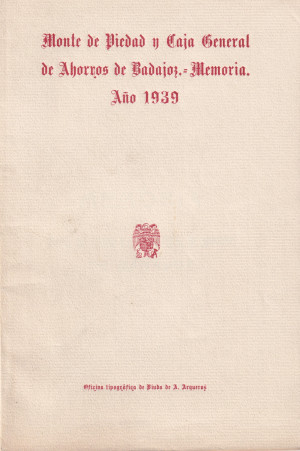 Monte de Piedad y Caja General
de Ahorros de Badajoz.=Memoria.
Año 1939
Oficina tipográfica de Viuda de A. Arqueros